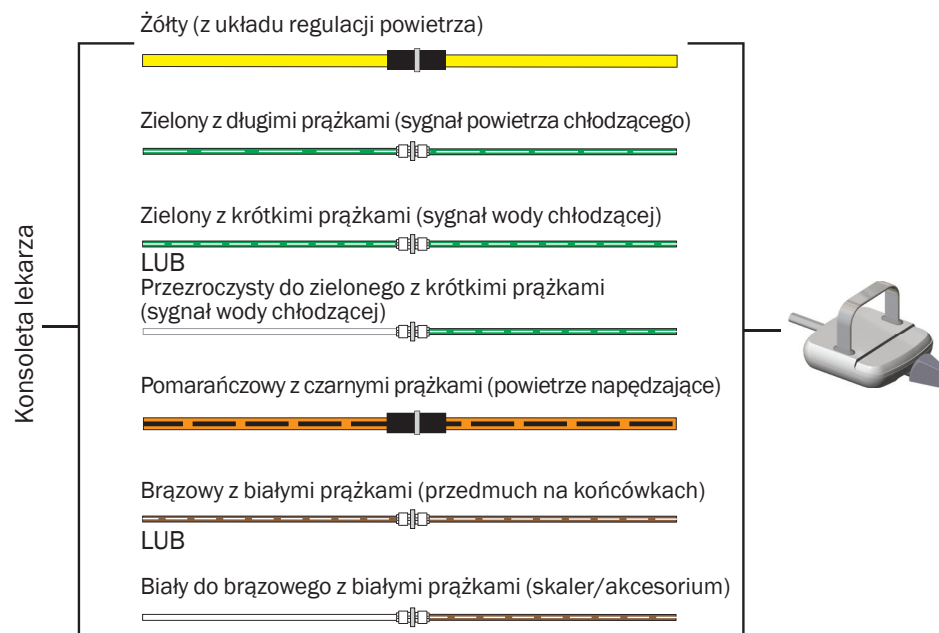 Żółty (z układu regulacji powietrza)
Zielony z długimi prążkami (sygnał powietrza chłodzącego)
Zielony z krótkimi prążkami (sygnał wody chłodzącej)
LUB
Przezroczysty do zielonego z krótkimi prążkami
(sygnał wody chłodzącej)
Konsoleta lekarza
Pomarańczowy z czarnymi prążkami (powietrze napędzające)
Brązowy z białymi prążkami (przedmuch na końcówkach)
LUB
Biały do brązowego z białymi prążkami (skaler/akcesorium)